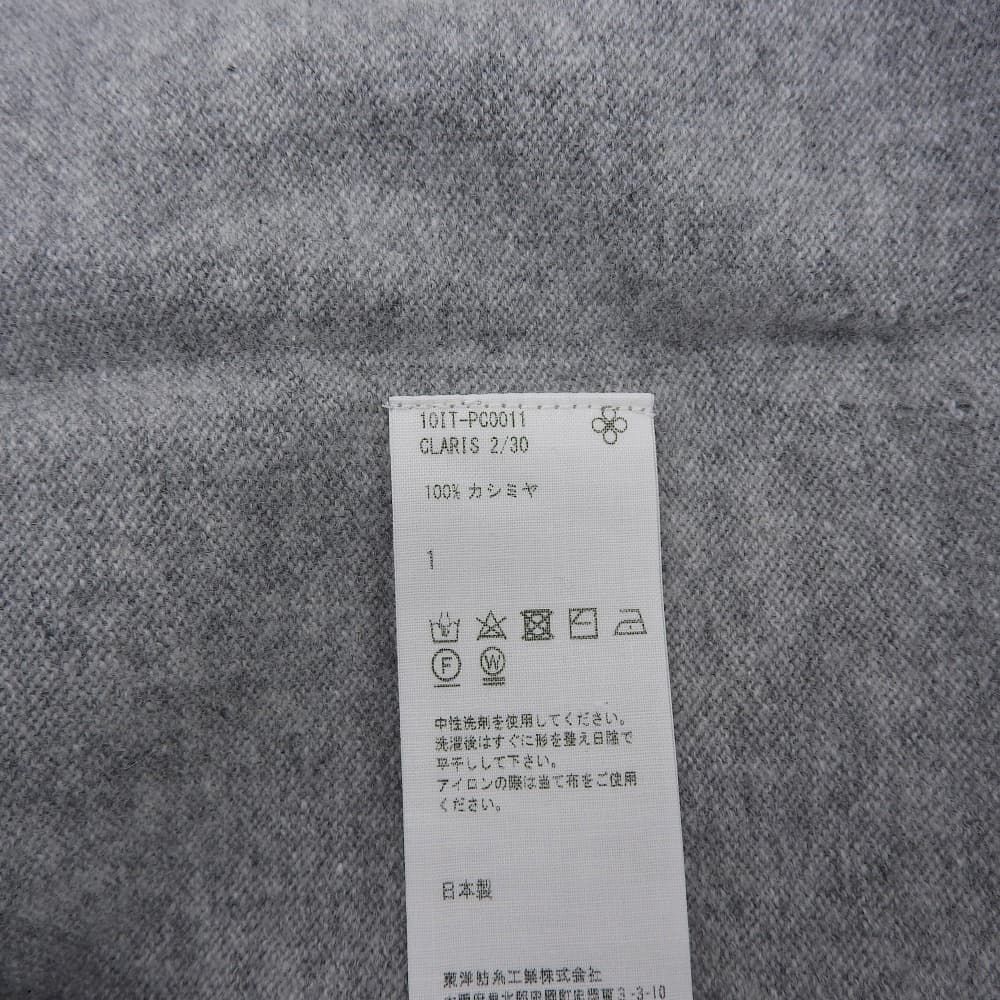 10IT-PC0011
CLARIS 2/30
100% カシミヤ
1
F W
中性洗剤を使用してください。
洗濯後はすぐに形を整え日陰で
平干しして下さい。
アイロンの際は当て布をご使用
ください。
日本製
東洋紡糸工業株式会社
3-3-10